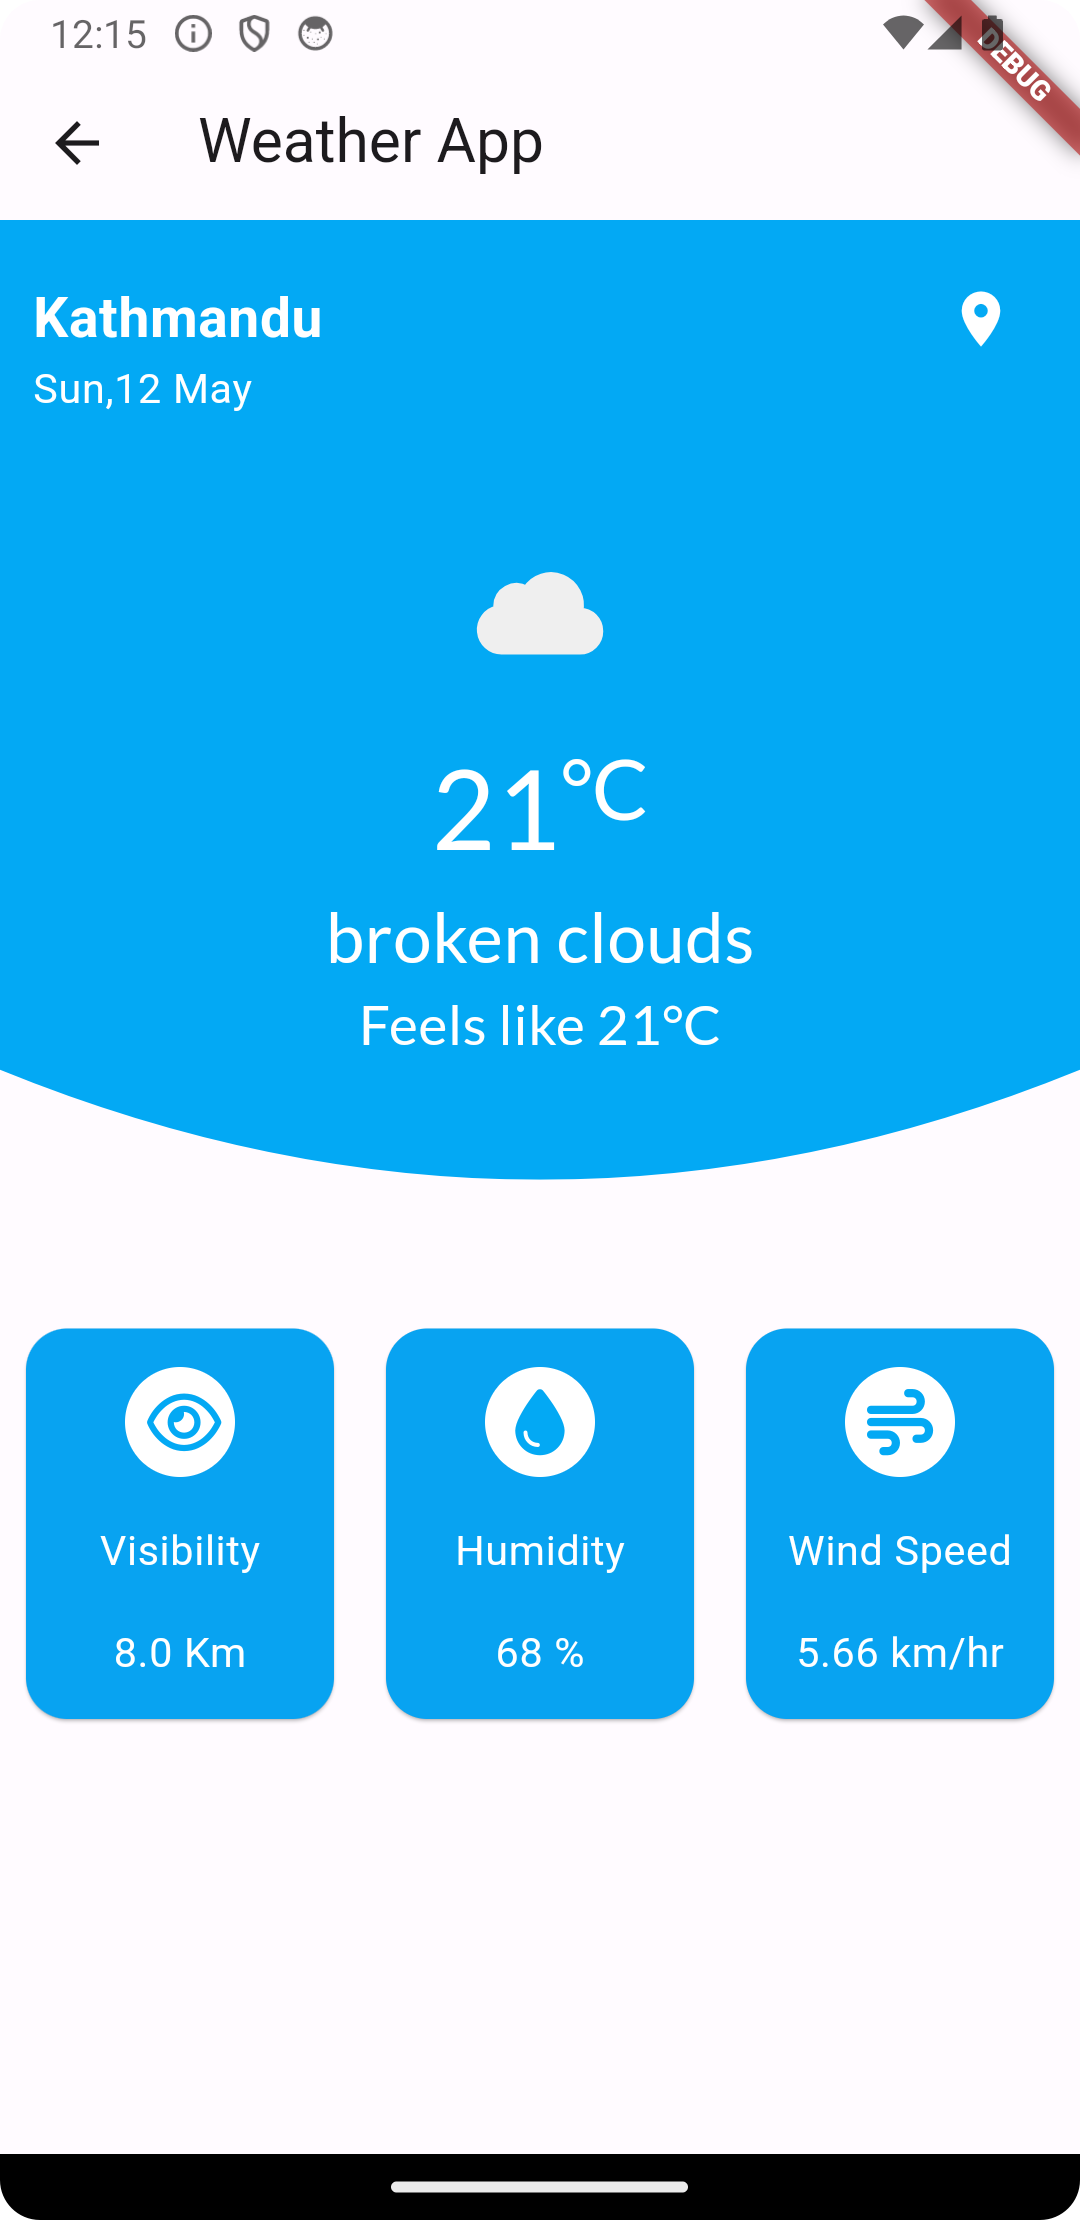 12:15
DEBUG
Weather App
Kathmandu
Sun,12 May
21°C
broken clouds
Feels like 21°C
Visibility
8.0 Km
Humidity
68 %
Wind Speed
5.66 km/hr